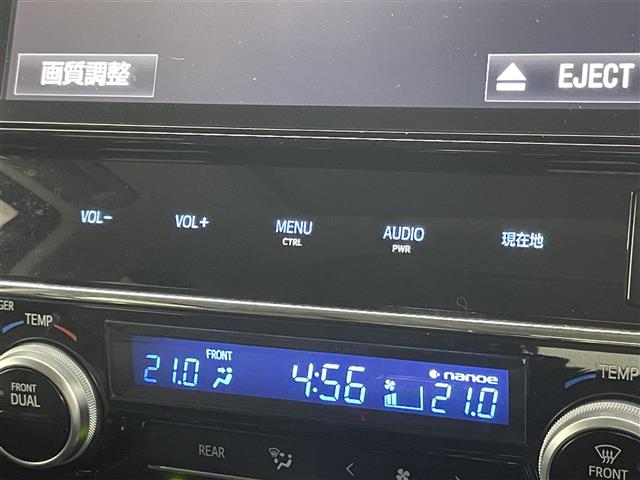 画質調整
EJECT
VOL−
VOL+
MENU
CTRL
AUDIO
PWR
現在地
GER
TEMP
FRONT
DUAL
21.0
FRONT
4:56
nanoe
21.0
TEMP
FRONT
REAR